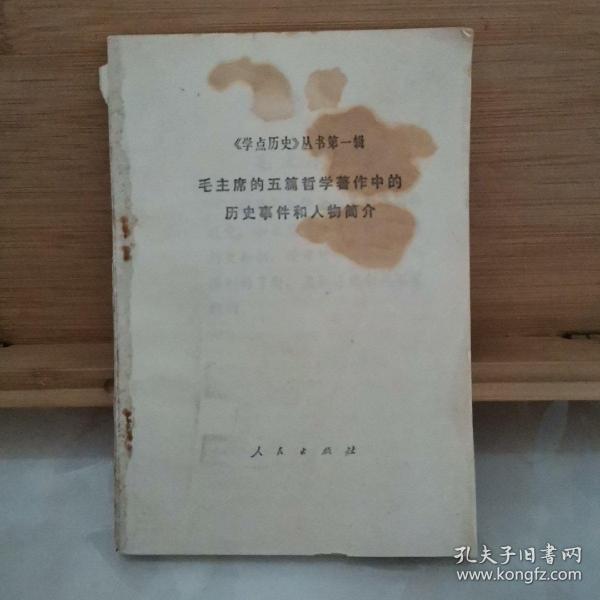 《学点历史》丛书第一辑
毛主席的五篇哲学著作中的
历史事件和人物简介
人民出版社
孔夫子旧书网
www.kongfz.com